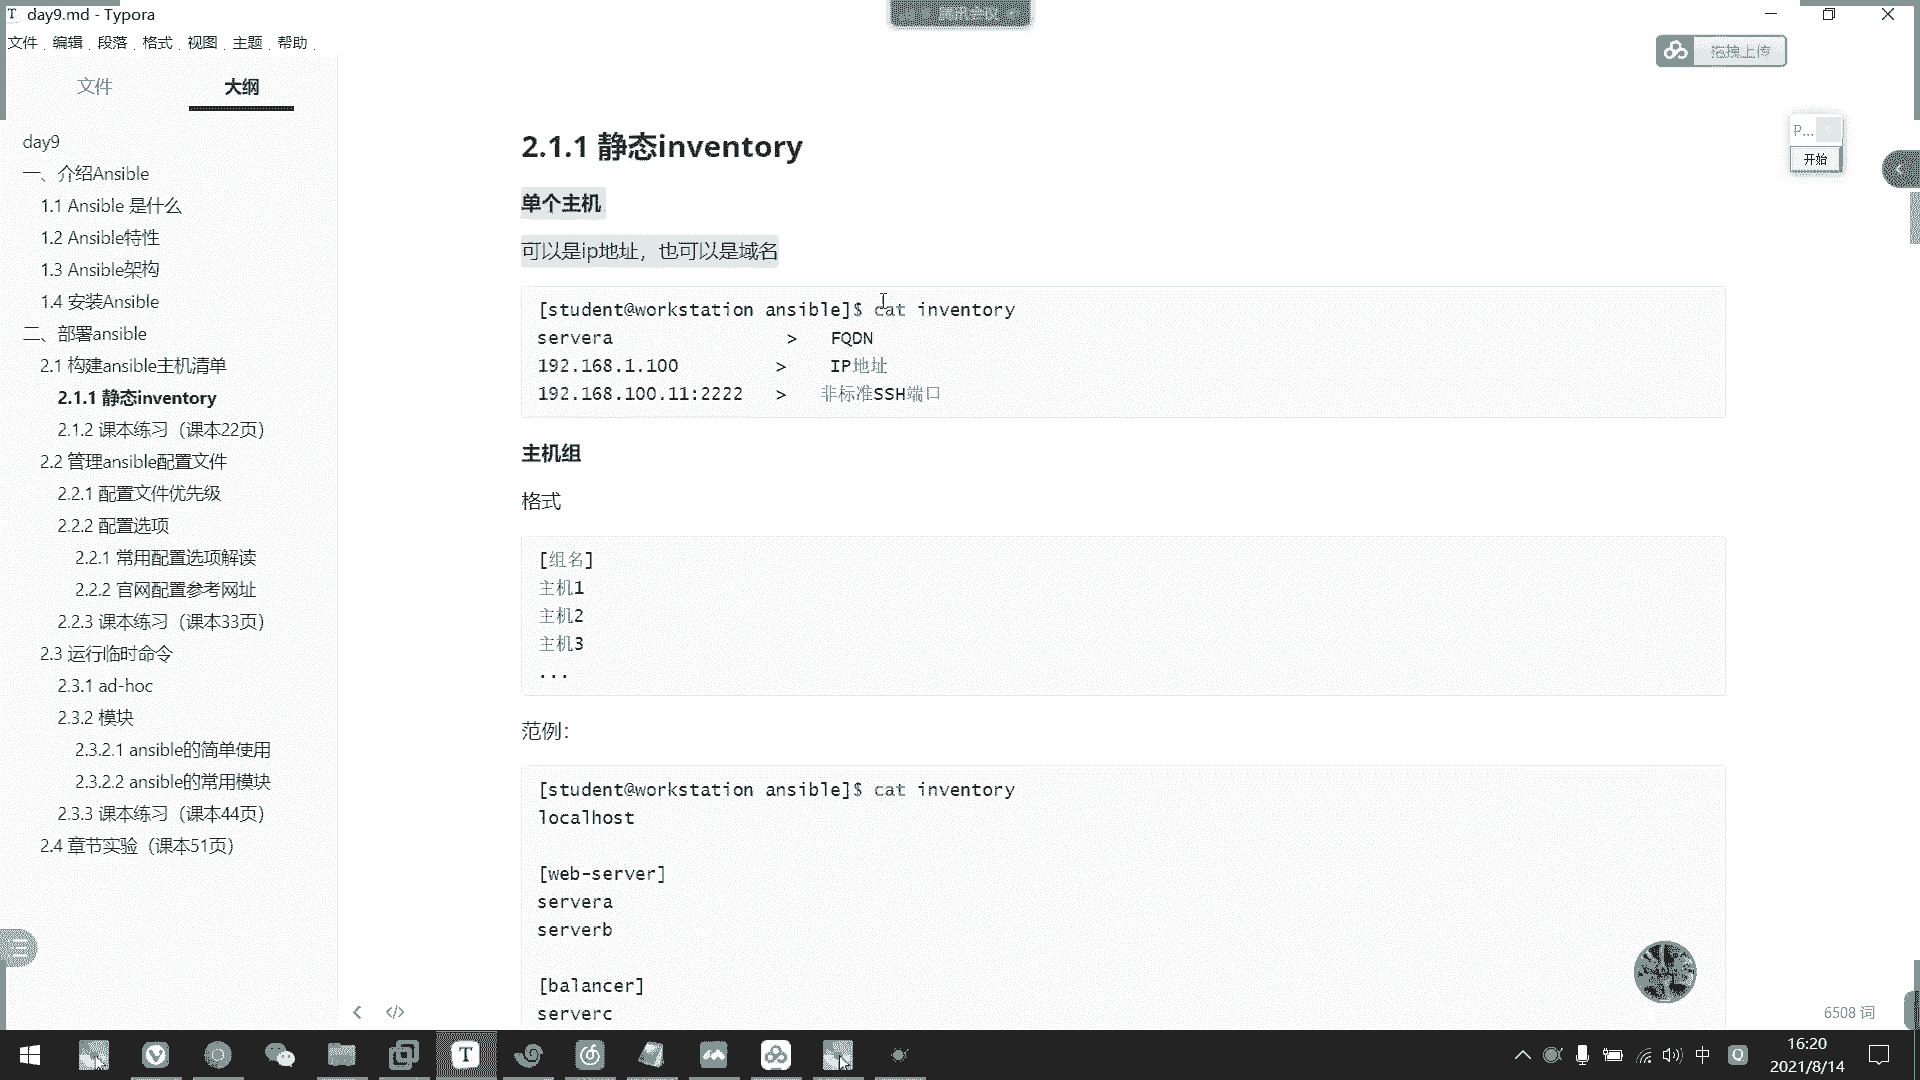 day9.md - Typora
腾讯会议
文件 编辑 段落 格式 视图 主题 帮助
拖拽上传
文件 大纲
P...
开始
day9
一、介绍Ansible
1.1 Ansible 是什么
1.2 Ansible特性
1.3 Ansible架构
1.4 安装Ansible
二、部署ansible
2.1 构建ansible主机清单
2.1.1 静态inventory
2.1.2 课本练习（课本22页）
2.2 管理ansible配置文件
2.2.1 配置文件优先级
2.2.2 配置选项
2.2.1 常用配置选项解读
2.2.2 官网配置参考网址
2.2.3 课本练习（课本33页）
2.3 运行临时命令
2.3.1 ad-hoc
2.3.2 模块
2.3.2.1 ansible的简单使用
2.3.2.2 ansible的常用模块
2.3.3 课本练习（课本44页）
2.4 章节实验（课本51页）
2.1.1 静态inventory
单个主机
可以是ip地址，也可以是域名
[student@workstation ansible]$ cat inventory
servera > FQDN
192.168.1.100 > IP地址
192.168.100.11:2222 > 非标准SSH端口
主机组
格式
[组名]
主机1
主机2
主机3
...
范例：
[student@workstation ansible]$ cat inventory
localhost
[web-server]
servera
serverb
[balancer]
serverc
6508 词
中
16:20
2021/8/14